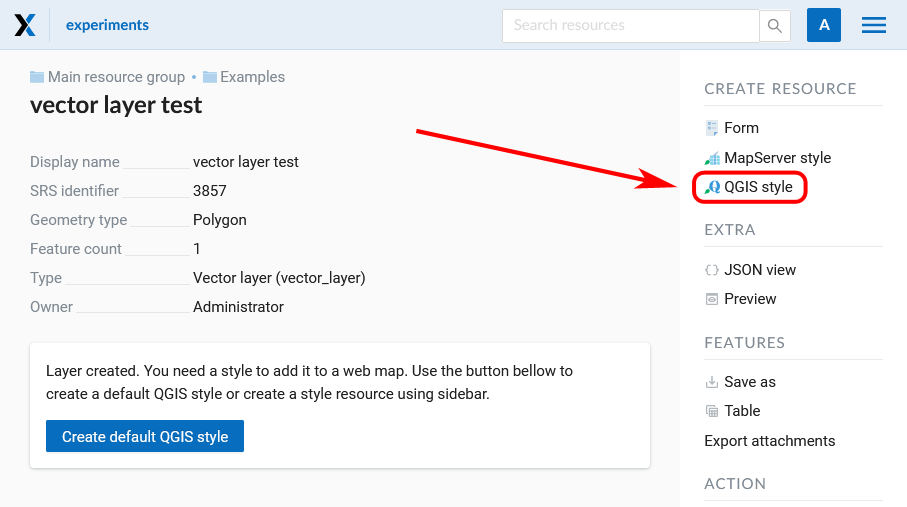 experiments
Search resources
A
Main resource group • Examples
vector layer test
Display name vector layer test
SRS identifier 3857
Geometry type Polygon
Feature count 1
Type Vector layer (vector_layer)
Owner Administrator
Layer created. You need a style to add it to a web map. Use the button bellow to
create a default QGIS style or create a style resource using sidebar.
Create default QGIS style
CREATE RESOURCE
Form
MapServer style
QGIS style
EXTRA
JSON view
Preview
FEATURES
Save as
Table
Export attachments
ACTION